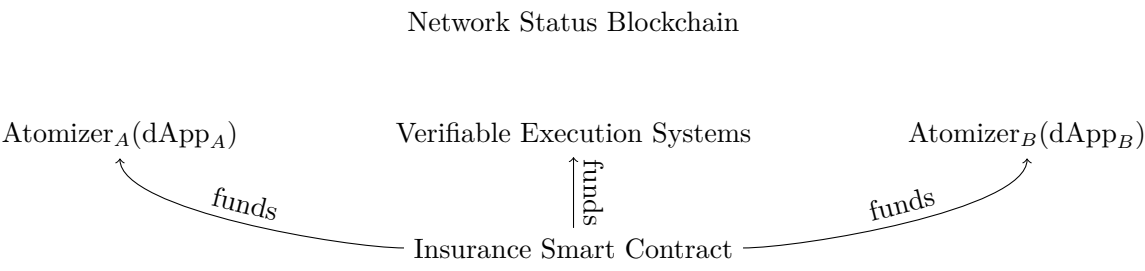 Network Status Blockchain
Atomizer_A(dApp_A)
Verifiable Execution Systems
Atomizer_B(dApp_B)
funds
funds
funds
Insurance Smart Contract